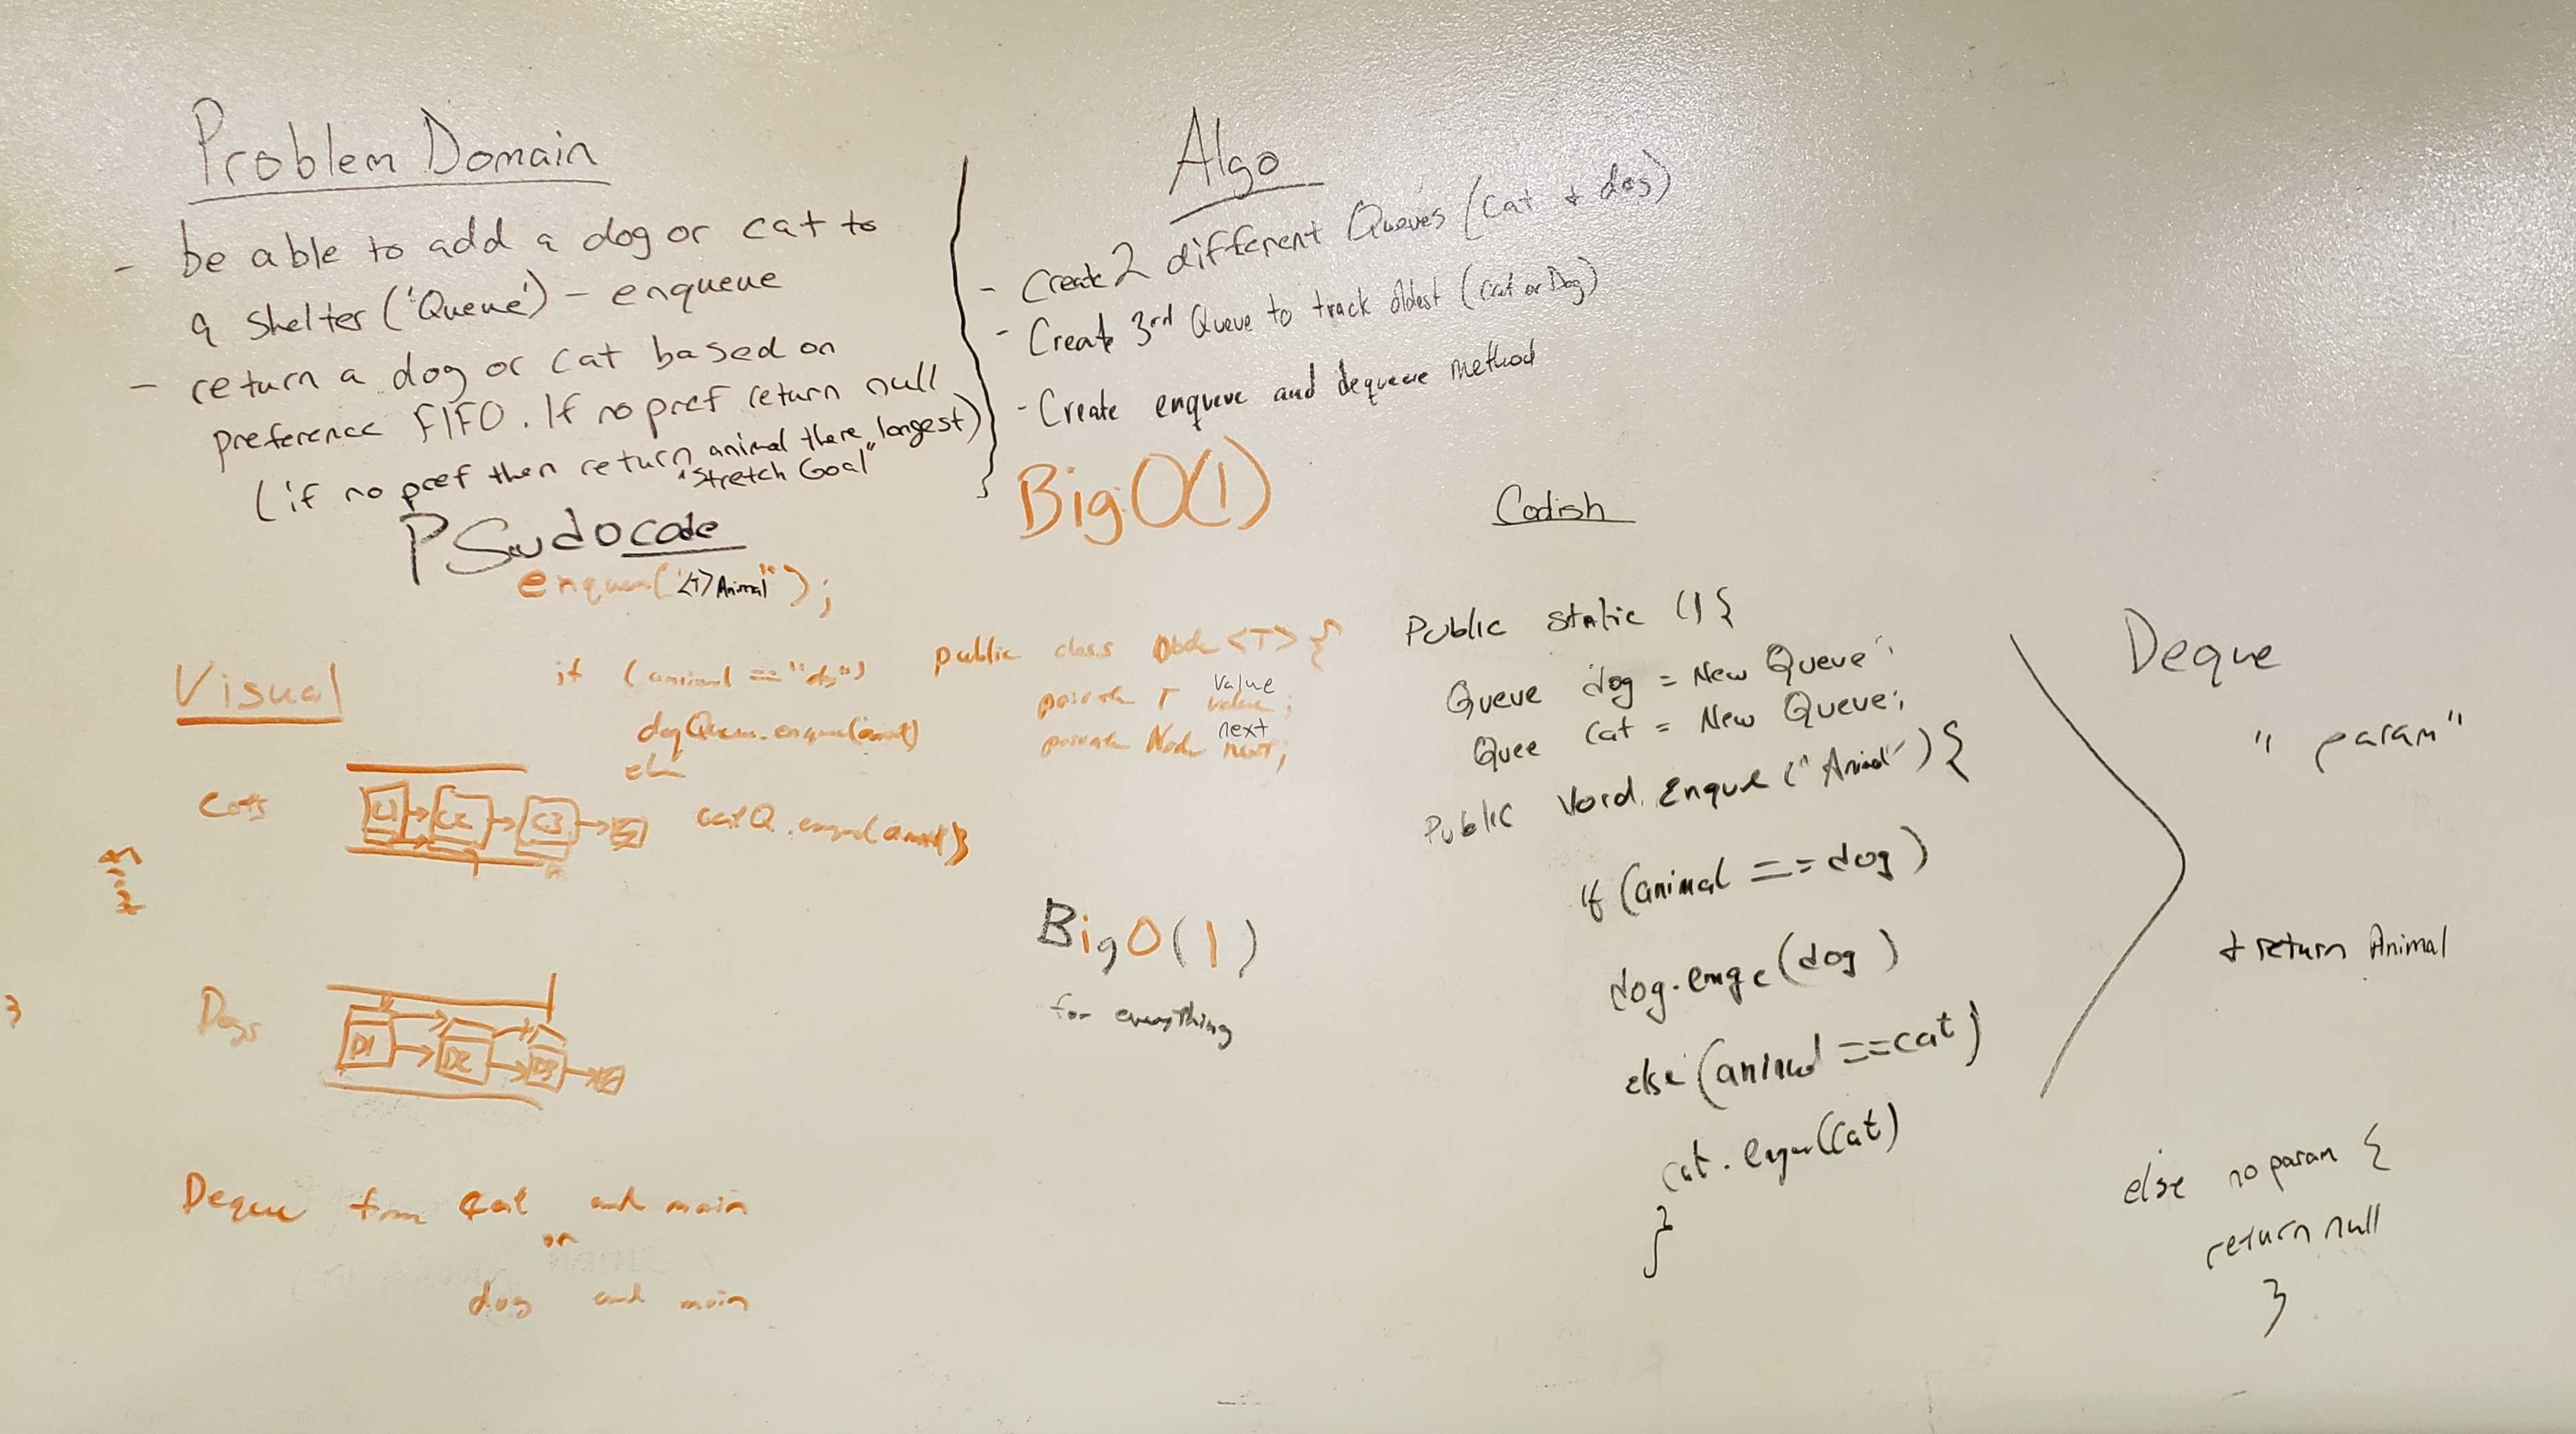 Problem Domain
- be able to add a dog or cat to
a shelter ('Queue') - enqueue
- return a dog or cat based on
preference FIFO. If no pref return null
(if no pref then return animal there longest)
"Stretch Goal"
Algo
- Create 2 different Queues (cat + dog)
- Create 3rd Queue to track oldest (cat or Dog)
- Create enqueue and dequeue method
Big O(1)
PSudocode
enqueue("<T> Animal");
if (animal == "dog")
dogQueue.enqueue(animal)
else
catQ.enqueue(animal)}
public class Node <T> {
private T value;
value
private Node next;
next
Visual
Cats
C1 C2 C3
Dogs
D1 D2 D3
Deque from cat and main
or
dog and main
Big O(1)
for everything
Codish
Public static () {
Queue dog = New Queue;
Quee cat = New Queue;
Public Void. Enque ("Animal") {
If (animal == dog)
dog.enqe (dog)
else (animal == cat)
cat.enque(cat)
}
Deque
"param"
+ return Animal
else no param {
return null
}